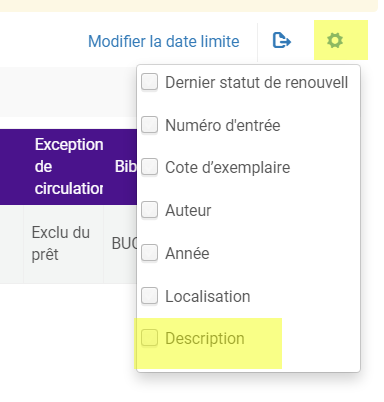 Modifier la date limite
Dernier statut de renouvell
Numéro d'entrée
Cote d’exemplaire
Auteur
Année
Localisation
Description
Exception
de
circulation
Bib
Exclu du
prêt
BUC